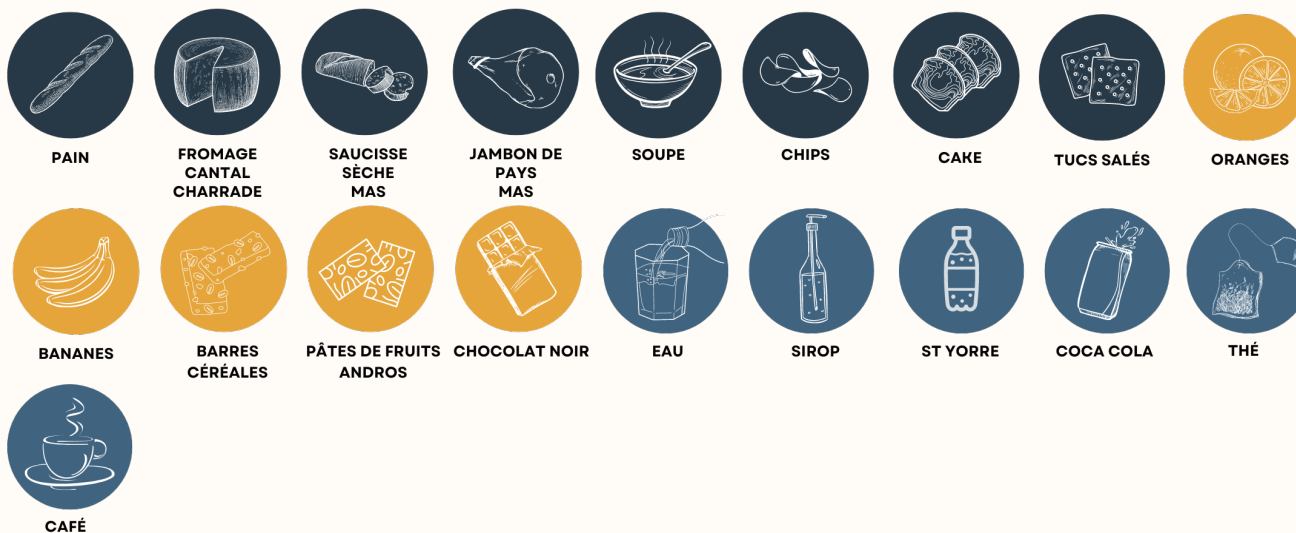 PAIN
FROMAGE
CANTAL
CHARRADE
SAUCISSE
SÈCHE
MAS
JAMBON DE
PAYS
MAS
SOUPE
CHIPS
CAKE
TUCS SALÉS
ORANGES
BANANES
BARRES
CÉRÉALES
PÂTES DE FRUITS
ANDROS
CHOCOLAT NOIR
EAU
SIROP
ST YORRE
COCA COLA
THÉ
CAFÉ